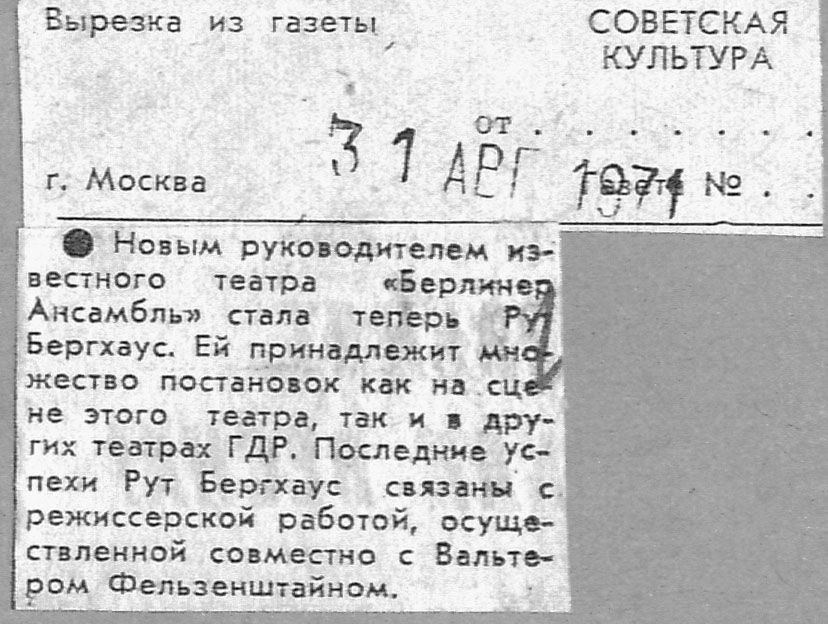 Вырезка из газеты
СОВЕТСКАЯ
КУЛЬТУРА
от . . . . . . .
31 АВГ 1971
г. Москва
Газета № . .
● Новым руководителем из-
вестного театра «Берлинер
Ансамбль» стала теперь Рут
Бергхаус. Ей принадлежит мно-
жество постановок как на сце-
не этого театра, так и в дру-
гих театрах ГДР. Последние ус-
пехи Рут Бергхаус связаны с
режиссерской работой, осуще-
ствленной совместно с Вальте-
ром Фельзенштайном.